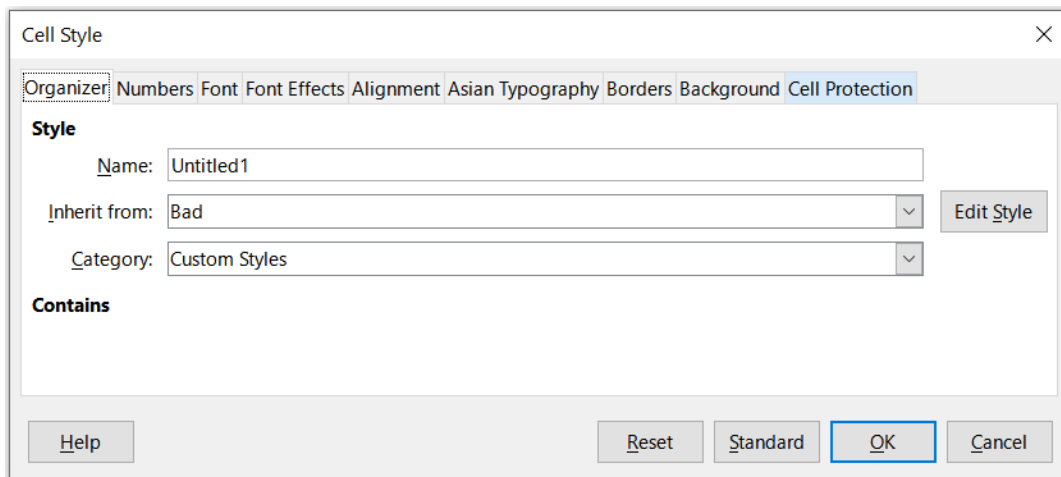 Cell Style
Organizer Numbers Font Font Effects Alignment Asian Typography Borders Background Cell Protection
Style
Name: Untitled1
Inherit from: Bad Edit Style
Category: Custom Styles
Contains
Help Reset Standard OK Cancel